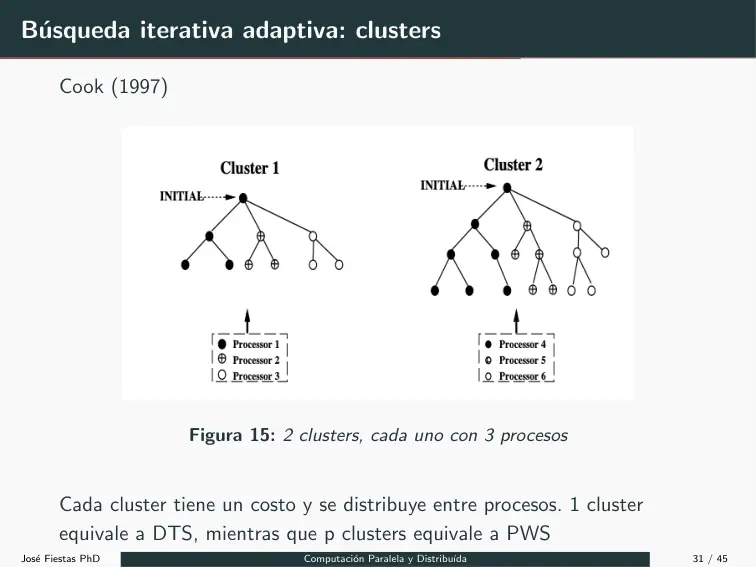 Búsqueda iterativa adaptiva: clusters
Cook (1997)
Cluster 1
INITIAL
Processor 1
Processor 2
Processor 3
Cluster 2
INITIAL
Processor 4
Processor 5
Processor 6
Figura 15: 2 clusters, cada uno con 3 procesos
Cada cluster tiene un costo y se distribuye entre procesos. 1 cluster
equivale a DTS, mientras que p clusters equivale a PWS
José Fiestas PhD
Computación Paralela y Distribuída
31 / 45